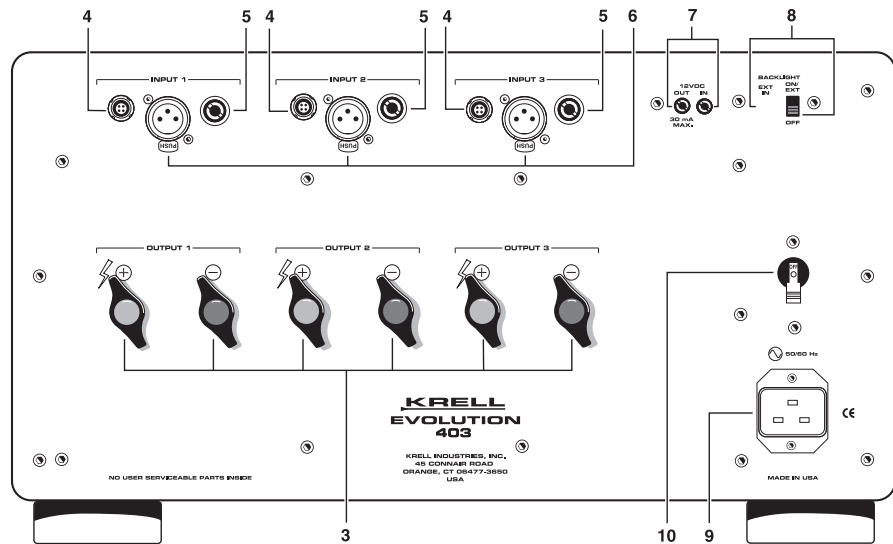 4 5 4 5 4 5 6 7 8
INPUT 1 INPUT 2 INPUT 3
BACKLIGHT
12VDC ON/
OUT IN EXT EXT
IN
30 mA
MAX.
OFF
PUSH PUSH PUSH
OUTPUT 1 OUTPUT 2 OUTPUT 3
+ − + − + −
OFF
10
50/60 Hz
KRELL
EVOLUTION
403
CE
KRELL INDUSTRIES, INC.
45 CONNAIR ROAD
ORANGE, CT 06477-3650
USA
NO USER SERVICEABLE PARTS INSIDE
MADE IN USA
3 10 9